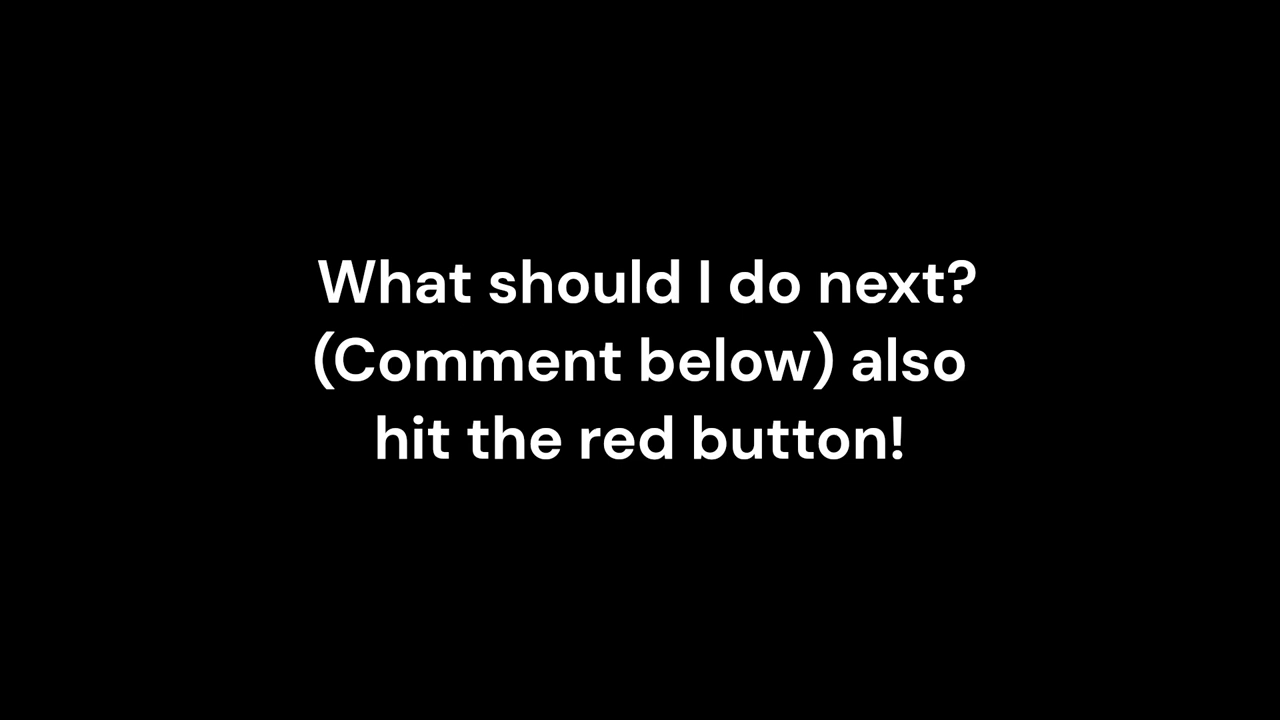 What should I do next?
(Comment below) also
hit the red button!